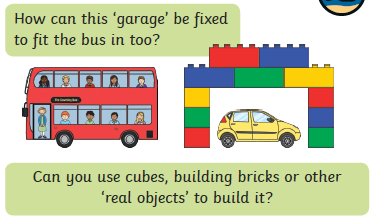 How can this ‘garage’ be fixed
to fit the bus in too?
Can you use cubes, building bricks or other
‘real objects’ to build it?